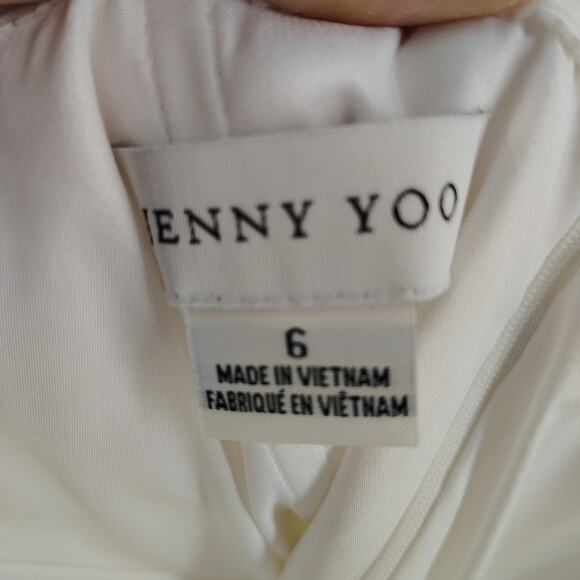 JENNY YOO
6
MADE IN VIETNAM
FABRIQUÉ EN VIÊTNAM